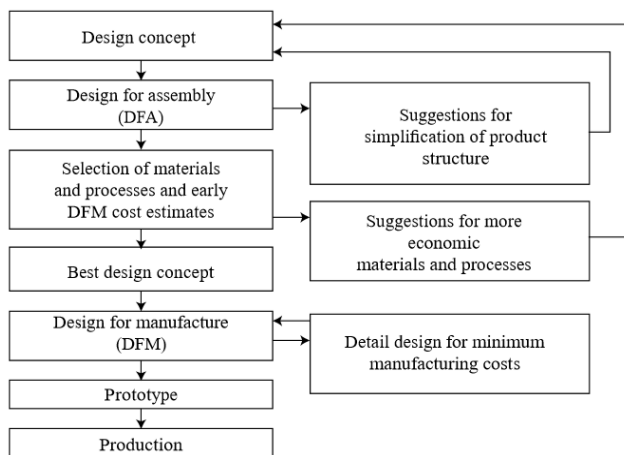 Design concept
Design for assembly
(DFA)
Suggestions for
simplification of product
structure
Selection of materials
and processes and early
DFM cost estimates
Suggestions for more
economic
materials and processes
Best design concept
Design for manufacture
(DFM)
Detail design for minimum
manufacturing costs
Prototype
Production